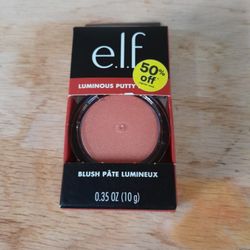 e.l.f
LUMINOUS PUTTY
50%
off*
BLUSH PÂTE LUMINEUX
0.35 OZ (10 g)